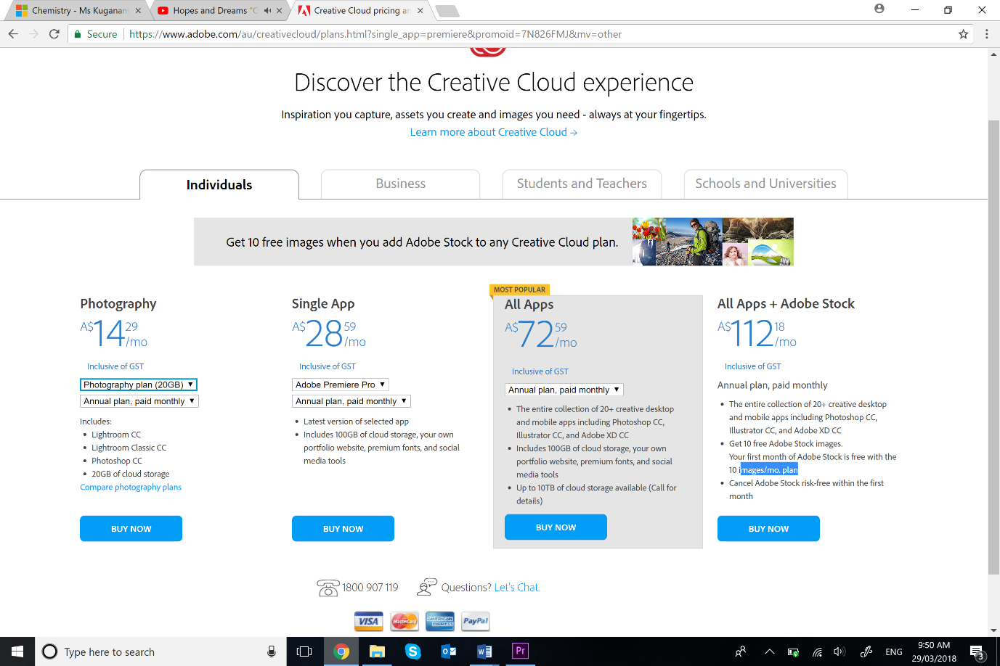 Chemistry - Ms Kuganan
Hopes and Dreams "C
Creative Cloud pricing an
Secure
https://www.adobe.com/au/creativecloud/plans.html?single_app=premiere&promoid=7N826FMJ&mv=other
Discover the Creative Cloud experience
Inspiration you capture, assets you create and images you need - always at your fingertips.
Learn more about Creative Cloud →
Individuals
Business
Students and Teachers
Schools and Universities
Get 10 free images when you add Adobe Stock to any Creative Cloud plan.
Photography
A$14 29 /mo
Inclusive of GST
Photography plan (20GB)
Annual plan, paid monthly
Includes:
• Lightroom CC
• Lightroom Classic CC
• Photoshop CC
• 20GB of cloud storage
Compare photography plans
BUY NOW
Single App
A$28 59 /mo
Inclusive of GST
Adobe Premiere Pro
Annual plan, paid monthly
• Latest version of selected app
• Includes 100GB of cloud storage, your own
portfolio website, premium fonts, and social
media tools
BUY NOW
MOST POPULAR
All Apps
A$72 59 /mo
Inclusive of GST
Annual plan, paid monthly
• The entire collection of 20+ creative desktop
and mobile apps including Photoshop CC,
Illustrator CC, and Adobe XD CC
• Includes 100GB of cloud storage, your own
portfolio website, premium fonts, and social
media tools
• Up to 10TB of cloud storage available (Call for
details)
BUY NOW
All Apps + Adobe Stock
A$112 18 /mo
Inclusive of GST
Annual plan, paid monthly
• The entire collection of 20+ creative desktop
and mobile apps including Photoshop CC,
Illustrator CC, and Adobe XD CC
• Get 10 free Adobe Stock images.
Your first month of Adobe Stock is free with the
10 images/mo. plan
• Cancel Adobe Stock risk-free within the first
month
BUY NOW
1800 907 119
Questions? Let's Chat.
VISA
MasterCard
AMERICAN EXPRESS
PayPal
Type here to search
Pr
ENG
9:50 AM
29/03/2018
3